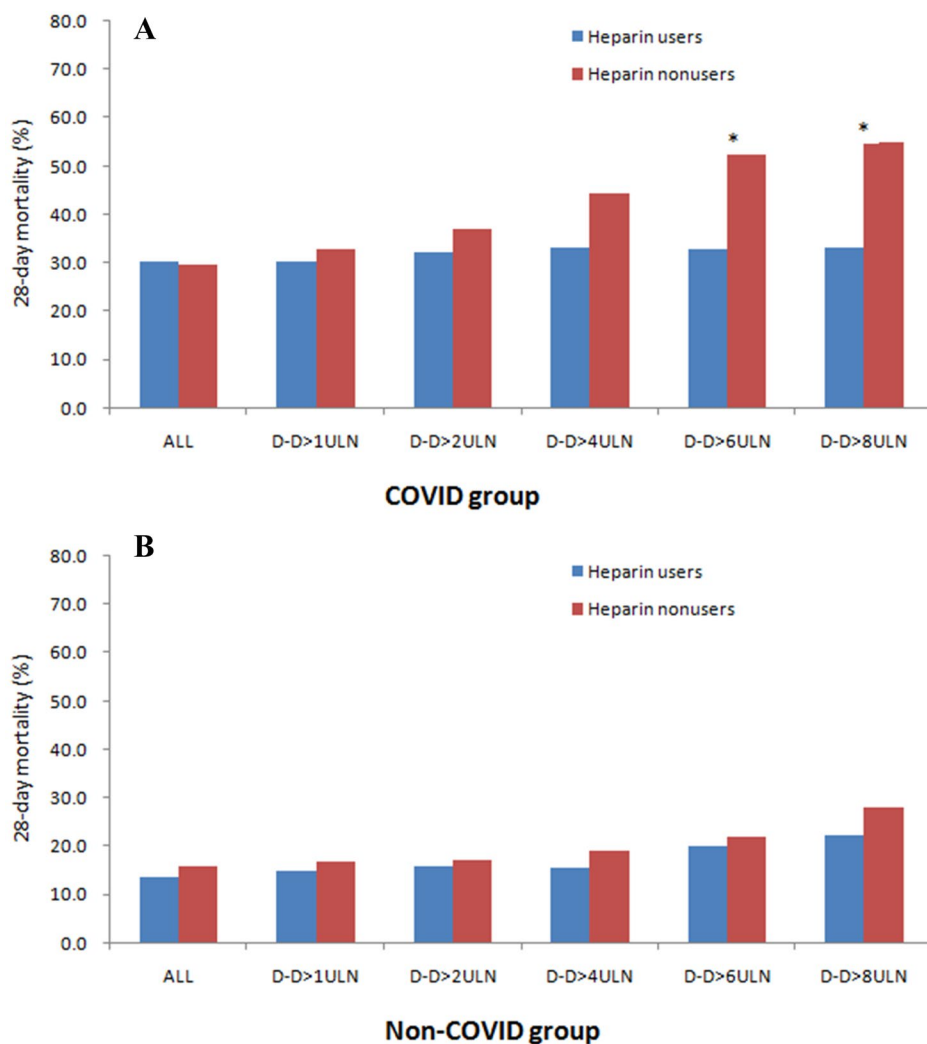 A
Heparin users
Heparin nonusers
28-day mortality (%)
80.0
70.0
60.0
50.0
40.0
30.0
20.0
10.0
0.0
*
*
ALL D-D>1ULN D-D>2ULN D-D>4ULN D-D>6ULN D-D>8ULN
COVID group
B
Heparin users
Heparin nonusers
28-day mortality (%)
80.0
70.0
60.0
50.0
40.0
30.0
20.0
10.0
0.0
ALL D-D>1ULN D-D>2ULN D-D>4ULN D-D>6ULN D-D>8ULN
Non-COVID group